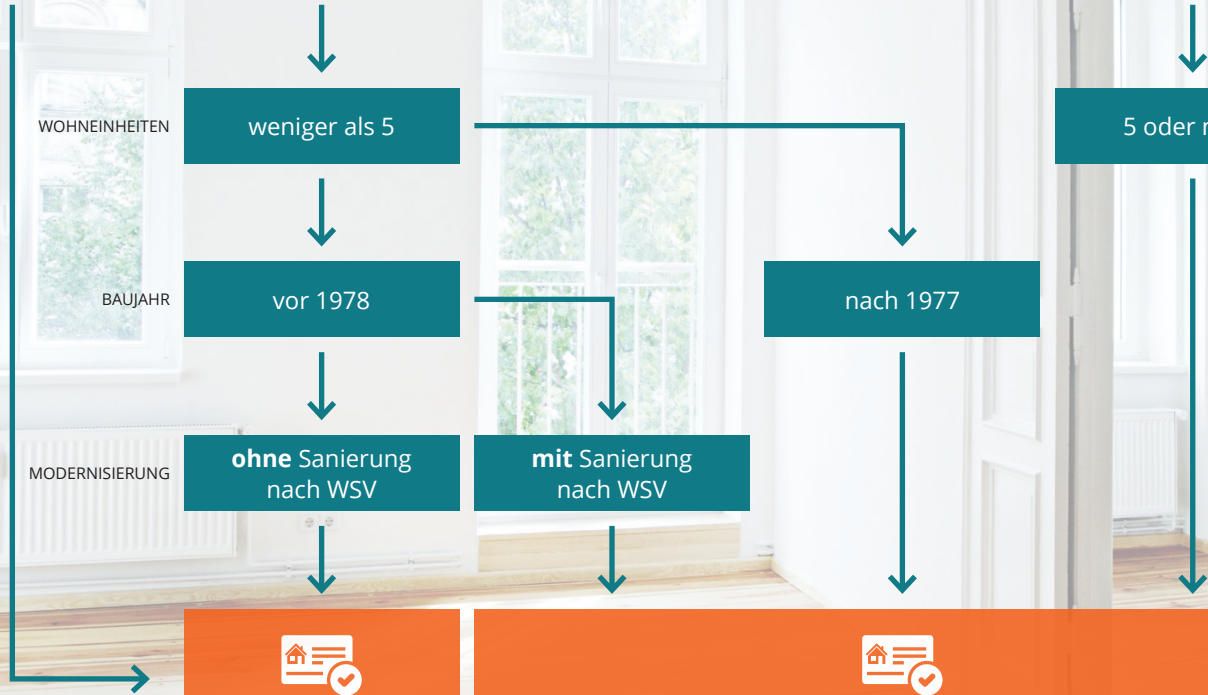 WOHNEINHEITEN
weniger als 5
5 oder
BAUJAHR
vor 1978
nach 1977
MODERNISIERUNG
ohne Sanierung
nach WSV
mit Sanierung
nach WSV